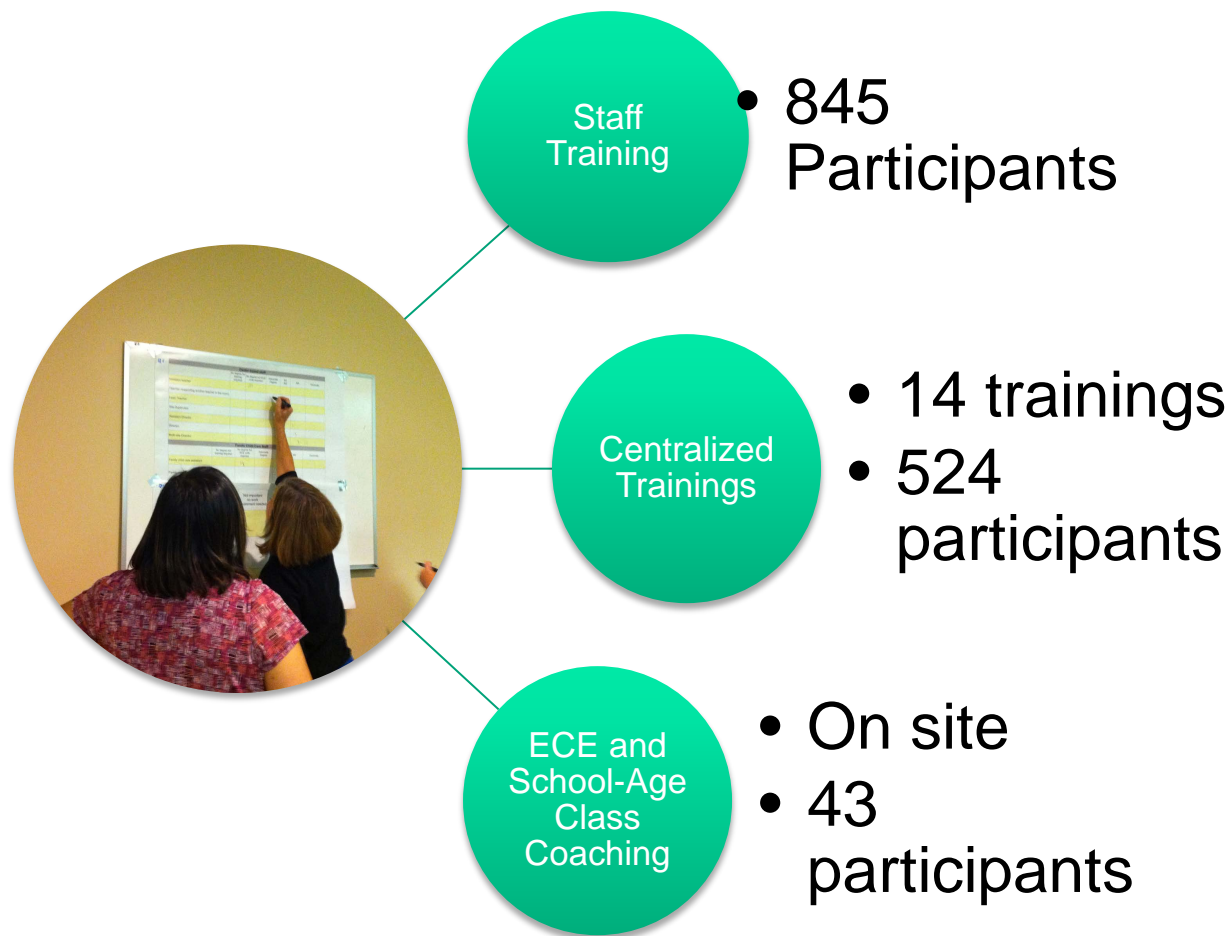 Staff
Training
• 845
Participants
Centralized
Trainings
• 14 trainings
• 524
participants
ECE and
School-Age
Class
Coaching
• On site
• 43
participants